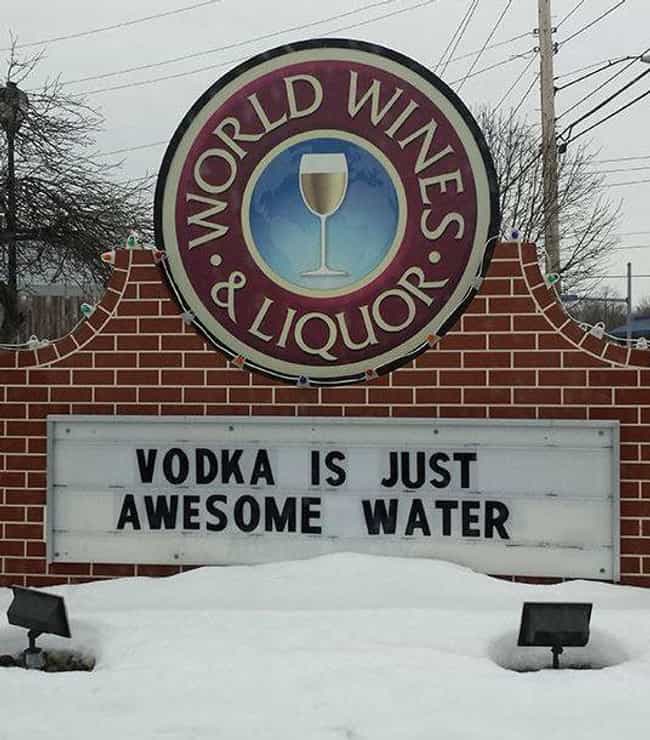 WORLD WINES
• & LIQUOR •
VODKA IS JUST
AWESOME WATER